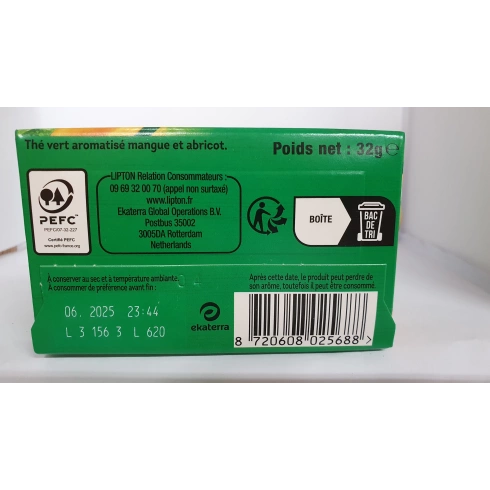 Thé vert aromatisé mangue et abricot.
Poids net : 32g℮
PEFC™
PEFC/07-32-227
Certifié PEFC
www.pefc-france.org
LIPTON Relation Consommateurs :
09 69 32 00 70 (appel non surtaxé)
www.lipton.fr
Ekaterra Global Operations B.V.
Postbus 35002
3005DA Rotterdam
Netherlands
BOÎTE
BAC
DE
TRI
À conserver au sec et à température ambiante.
À consommer de préférence avant fin :
06. 2025 23:44
L 3 156 3 L 620
ekaterra
Après cette date, le produit peut perdre de
son arôme, toutefois il peut être consommé.
8 720608 025688 >